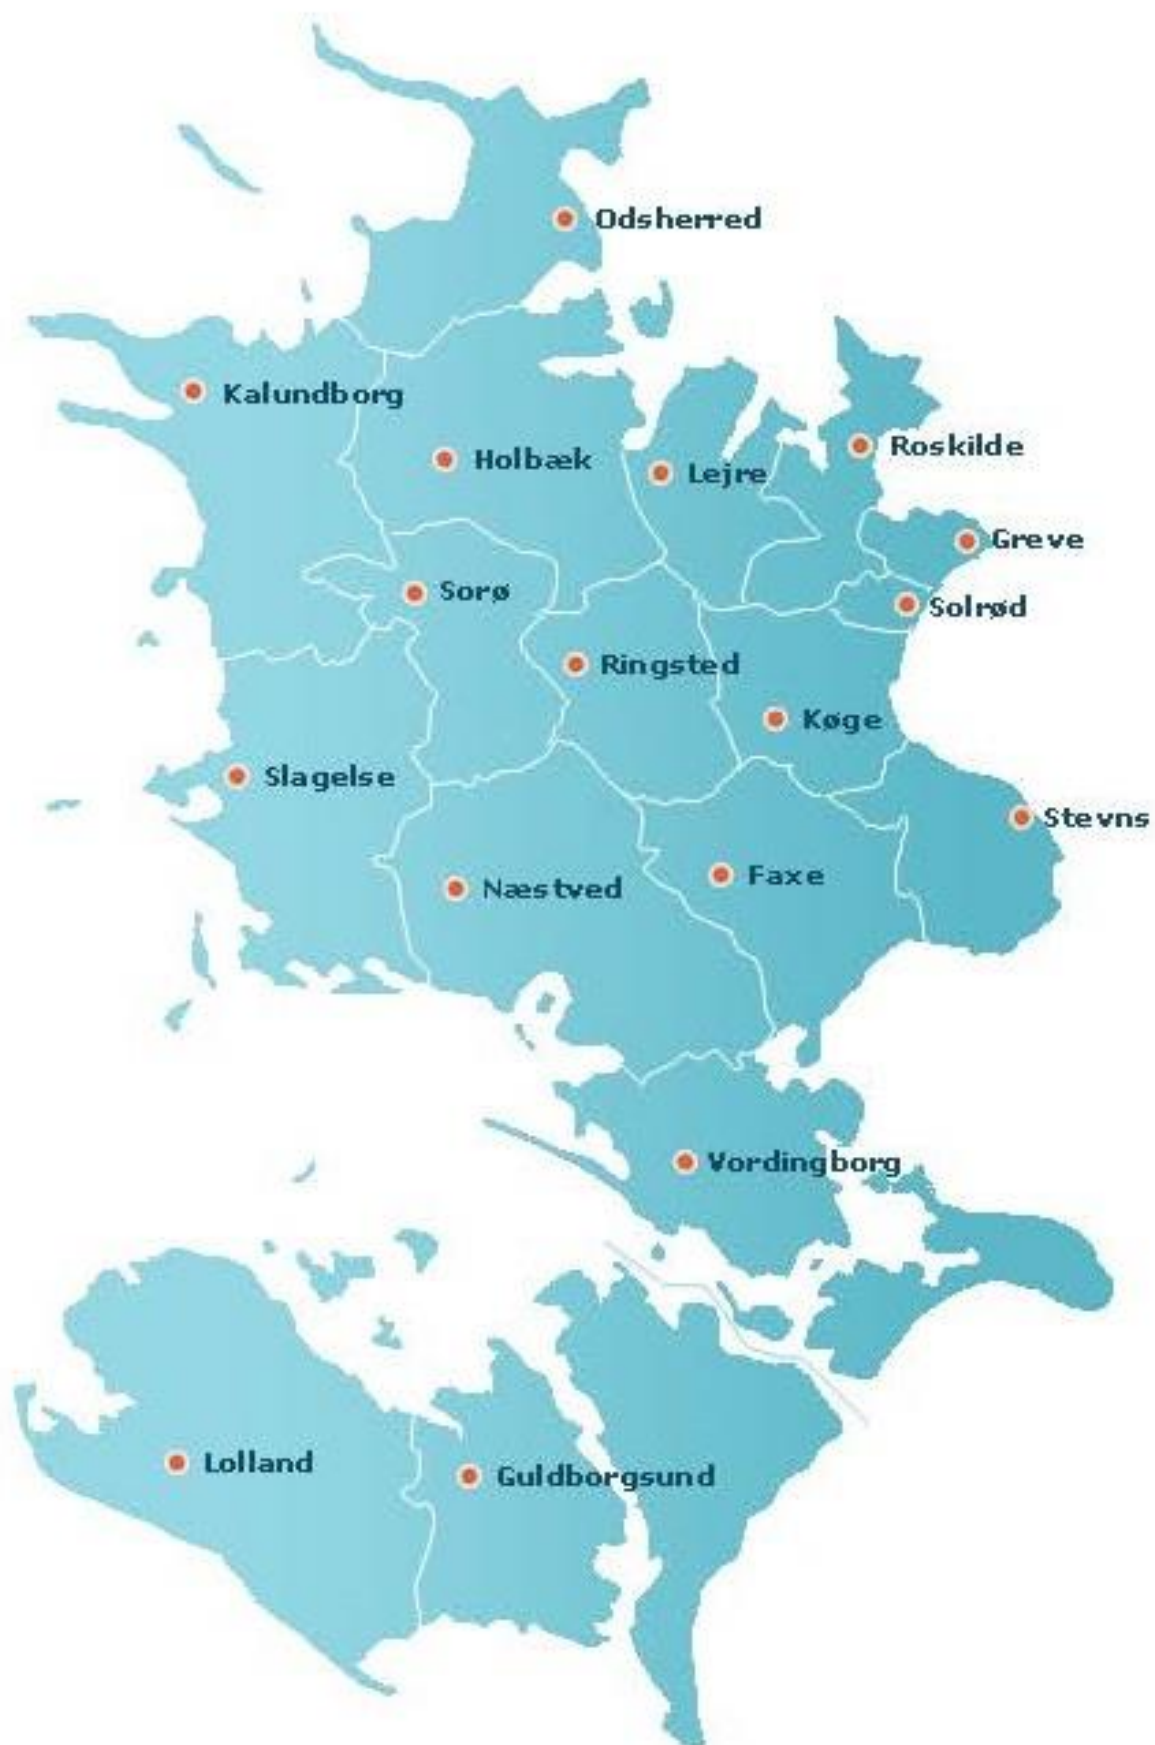 Odsherred
Kalundborg
Holbæk
Lejre
Roskilde
Greve
Sorø
Solrød
Ringsted
Køge
Slagelse
Stevns
Næstved
Faxe
Vordingborg
Lolland
Guldborgsund